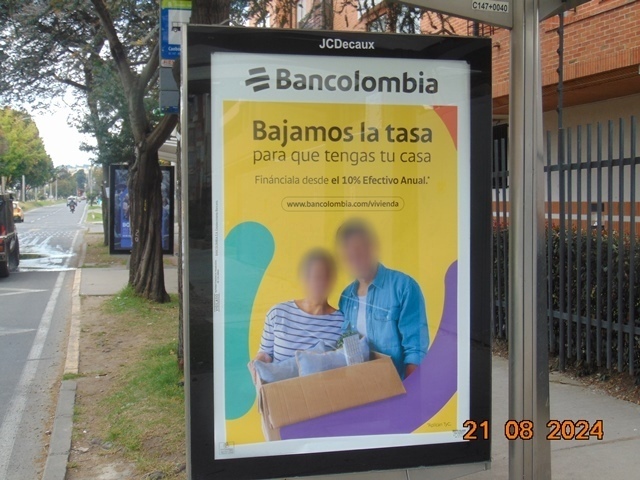 C147+0040
JCDecaux
Bancolombia
Bajamos la tasa
para que tengas tu casa
Fináncíala desde el 10% Efectivo Anual.*
www.bancolombia.com/vivienda
21 08 2024